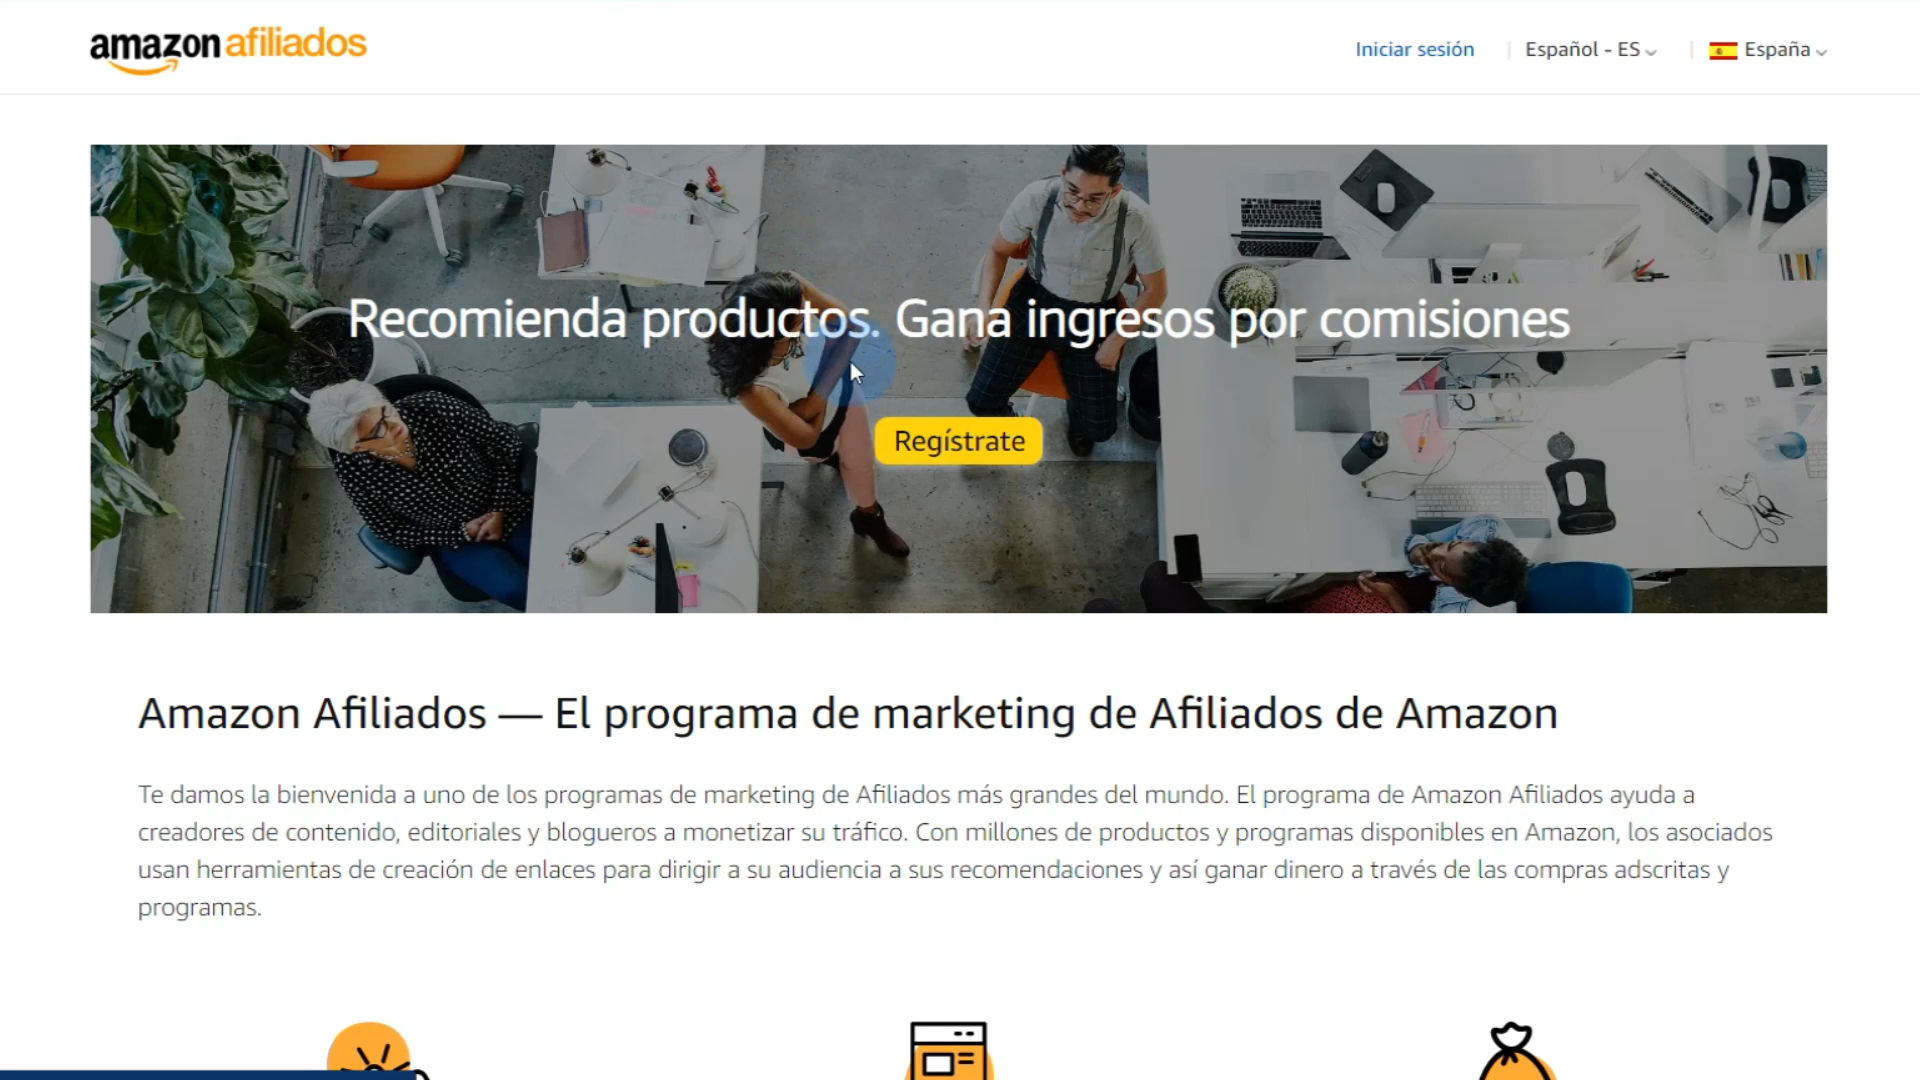 amazon afiliados
Iniciar sesión
Español - ES
España
Recomienda productos. Gana ingresos por comisiones
Regístrate
Amazon Afiliados — El programa de marketing de Afiliados de Amazon
Te damos la bienvenida a uno de los programas de marketing de Afiliados más grandes del mundo. El programa de Amazon Afiliados ayuda a
creadores de contenido, editoriales y blogueros a monetizar su tráfico. Con millones de productos y programas disponibles en Amazon, los asociados
usan herramientas de creación de enlaces para dirigir a su audiencia a sus recomendaciones y así ganar dinero a través de las compras adscritas y
programas.